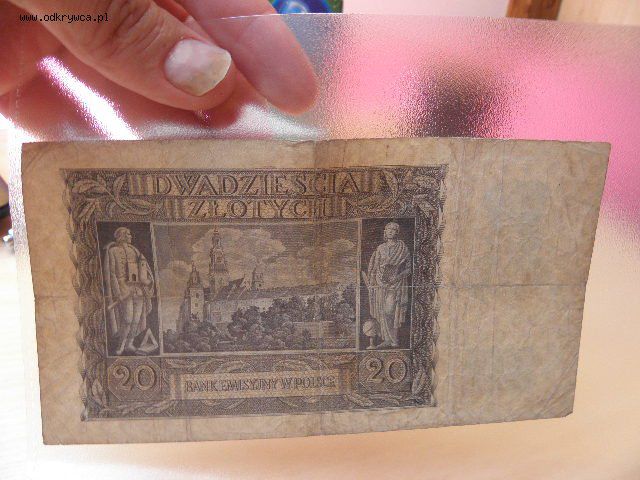 www.odkrywca.pl
DWADZIEŚCIA
ZŁOTYCH
20
BANK EMISYJNY W POLSCE
20